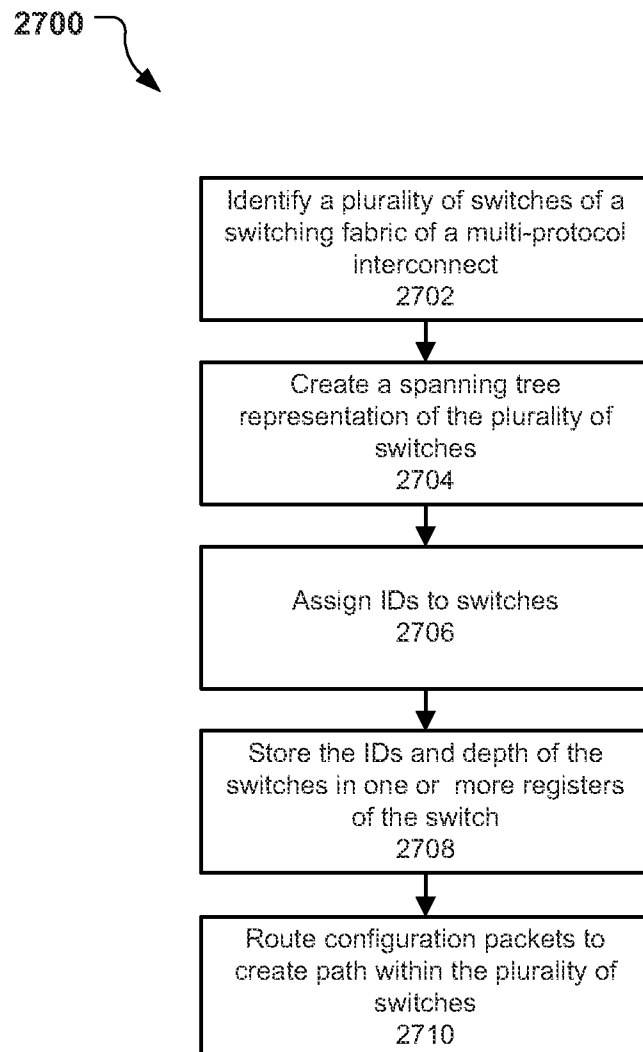 2700
Identify a plurality of switches of a
switching fabric of a multi-protocol
interconnect
2702
Create a spanning tree
representation of the plurality of
switches
2704
Assign IDs to switches
2706
Store the IDs and depth of the
switches in one or more registers
of the switch
2708
Route configuration packets to
create path within the plurality of
switches
2710